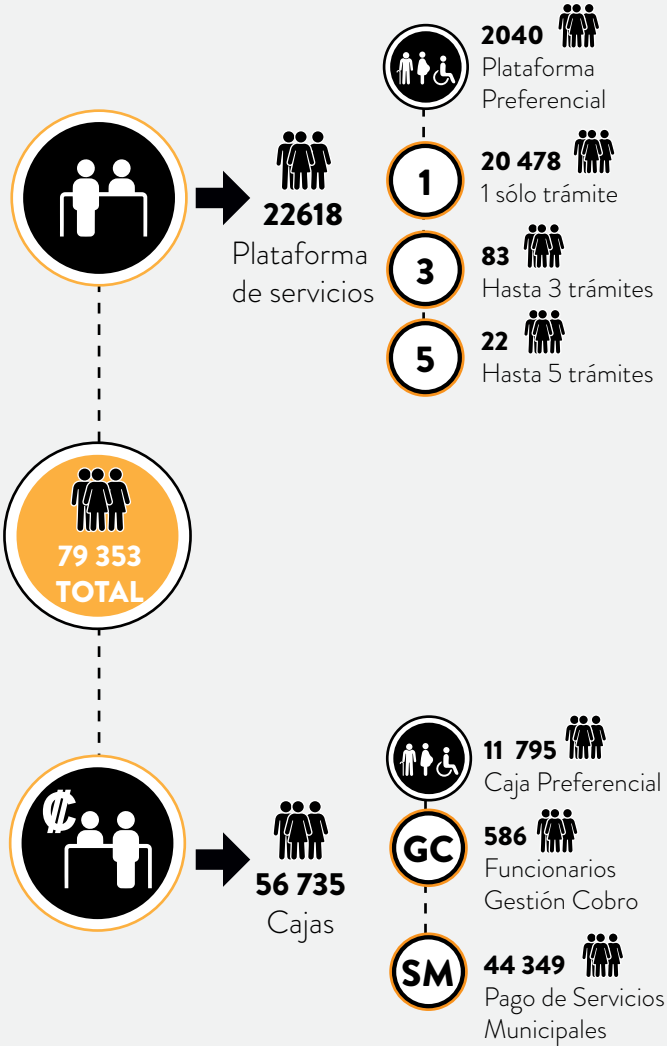 2040
Plataforma
Preferencial
22618
Plataforma
de servicios
1
20 478
1 sólo trámite
3
83
Hasta 3 trámites
5
22
Hasta 5 trámites
79 353
TOTAL
₡
56 735
Cajas
11 795
Caja Preferencial
GC
586
Funcionarios
Gestión Cobro
SM
44 349
Pago de Servicios
Municipales